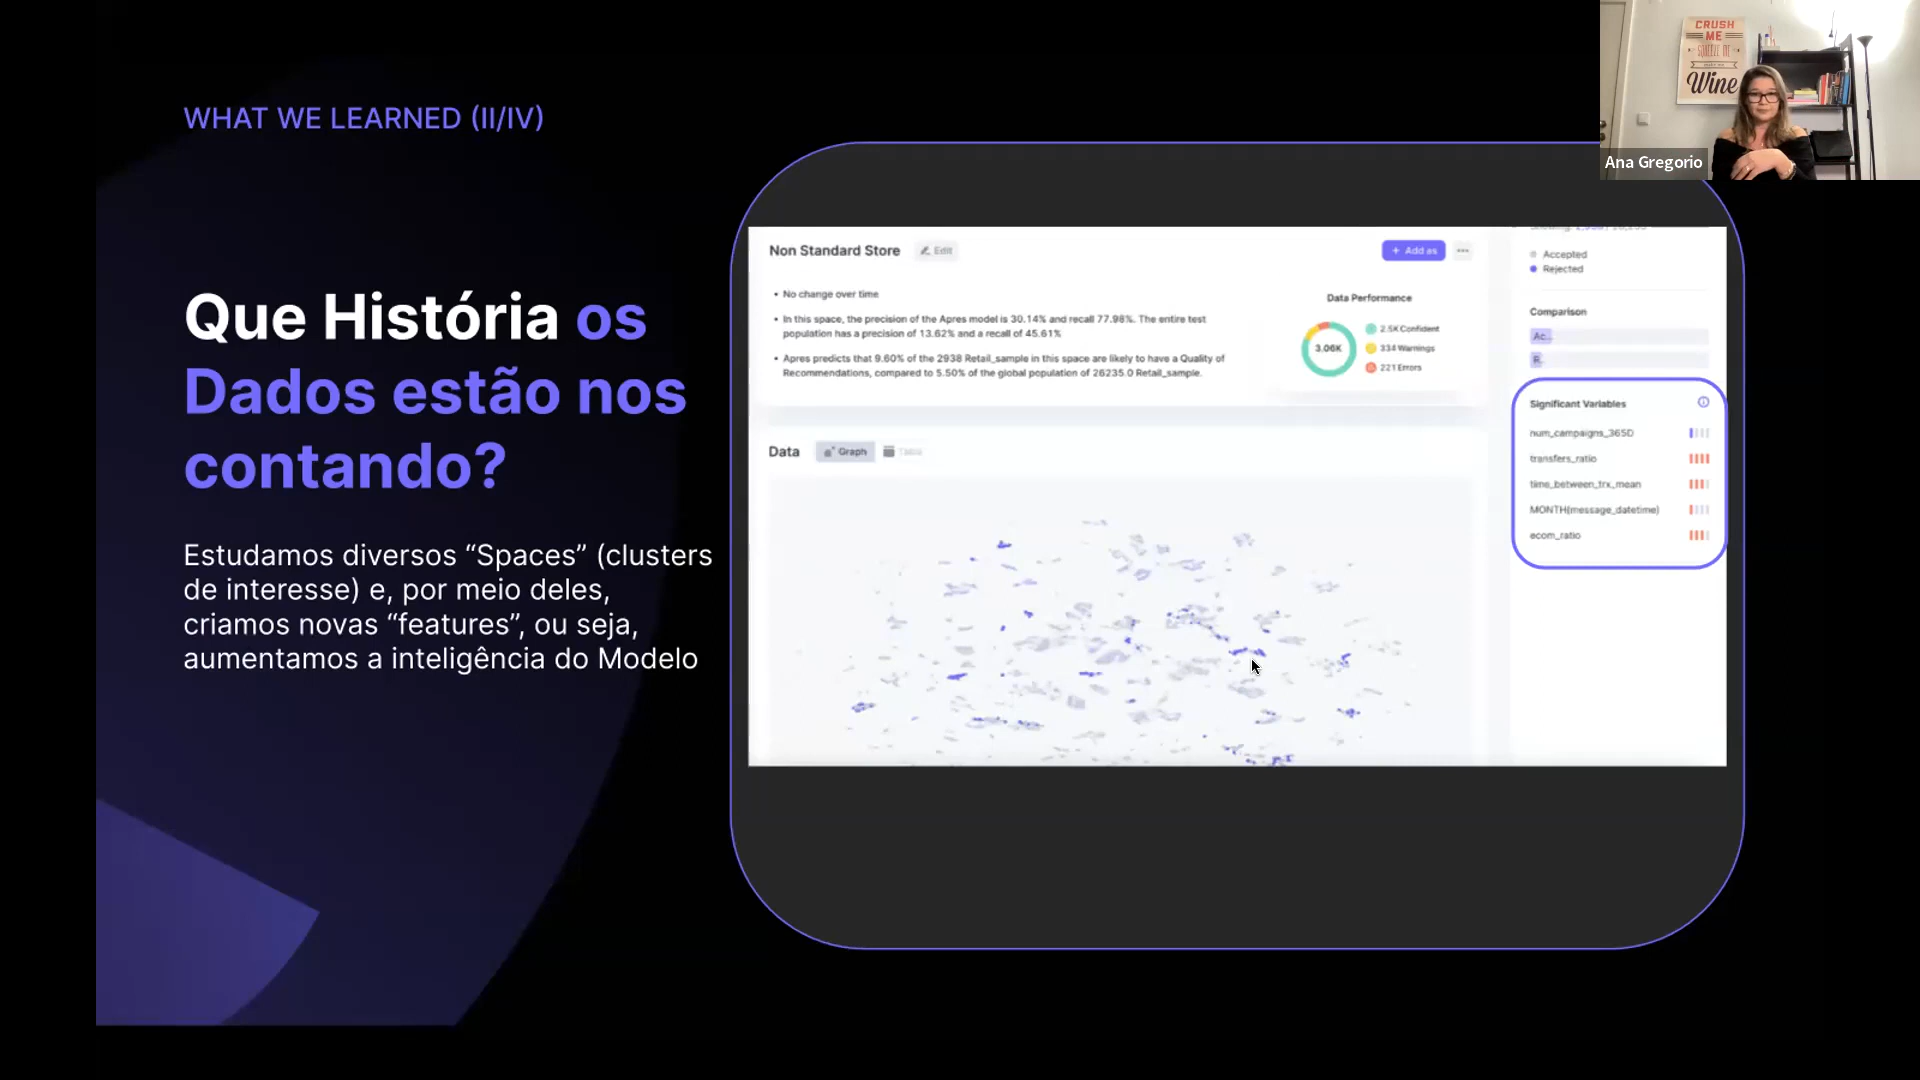 WHAT WE LEARNED (II/IV)
Que História os
Dados estão nos
contando?
Estudamos diversos “Spaces” (clusters
de interesse) e, por meio deles,
criamos novas “features”, ou seja,
aumentamos a inteligência do Modelo
Non Standard Store
Edit
+ Add as
• No change over time
• In this space, the precision of the Apres model is 30.14% and recall 77.98%. The entire test
population has a precision of 13.62% and a recall of 45.61%
• Apres predicts that 9.60% of the 2938 Retail_sample in this space are likely to have a Quality of
Recommendations, compared to 5.50% of the global population of 26235.0 Retail_sample.
Data Performance
3.06K
2.5K Confident
334 Warnings
221 Errors
Data
Graph
Table
Accepted
Rejected
Comparison
Ac...
R...
Significant Variables
num_campaigns_365D
transfers_ratio
time_between_trx_mean
MONTH(message_datetime)
ecom_ratio
CRUSH
ME
Wine
Ana Gregorio